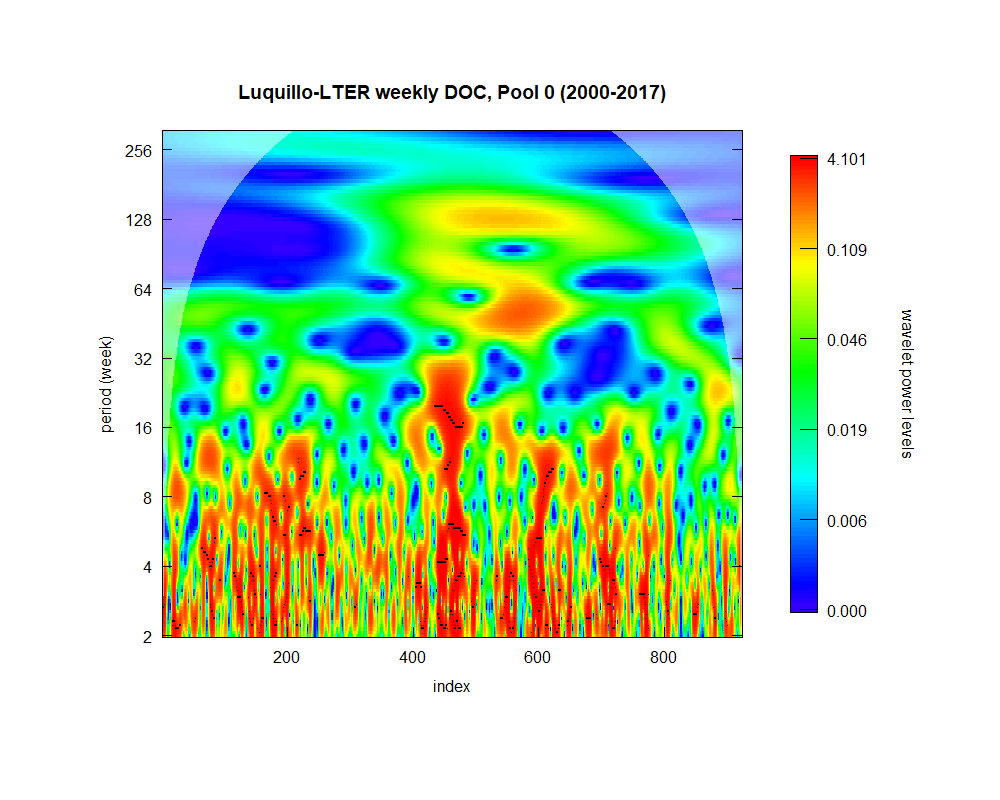 Luquillo-LTER weekly DOC, Pool 0 (2000-2017)
256
128
64
32
16
8
4
2
period (week)
200 400 600 800
index
4.101
0.109
0.046
0.019
0.006
0.000
wavelet power levels